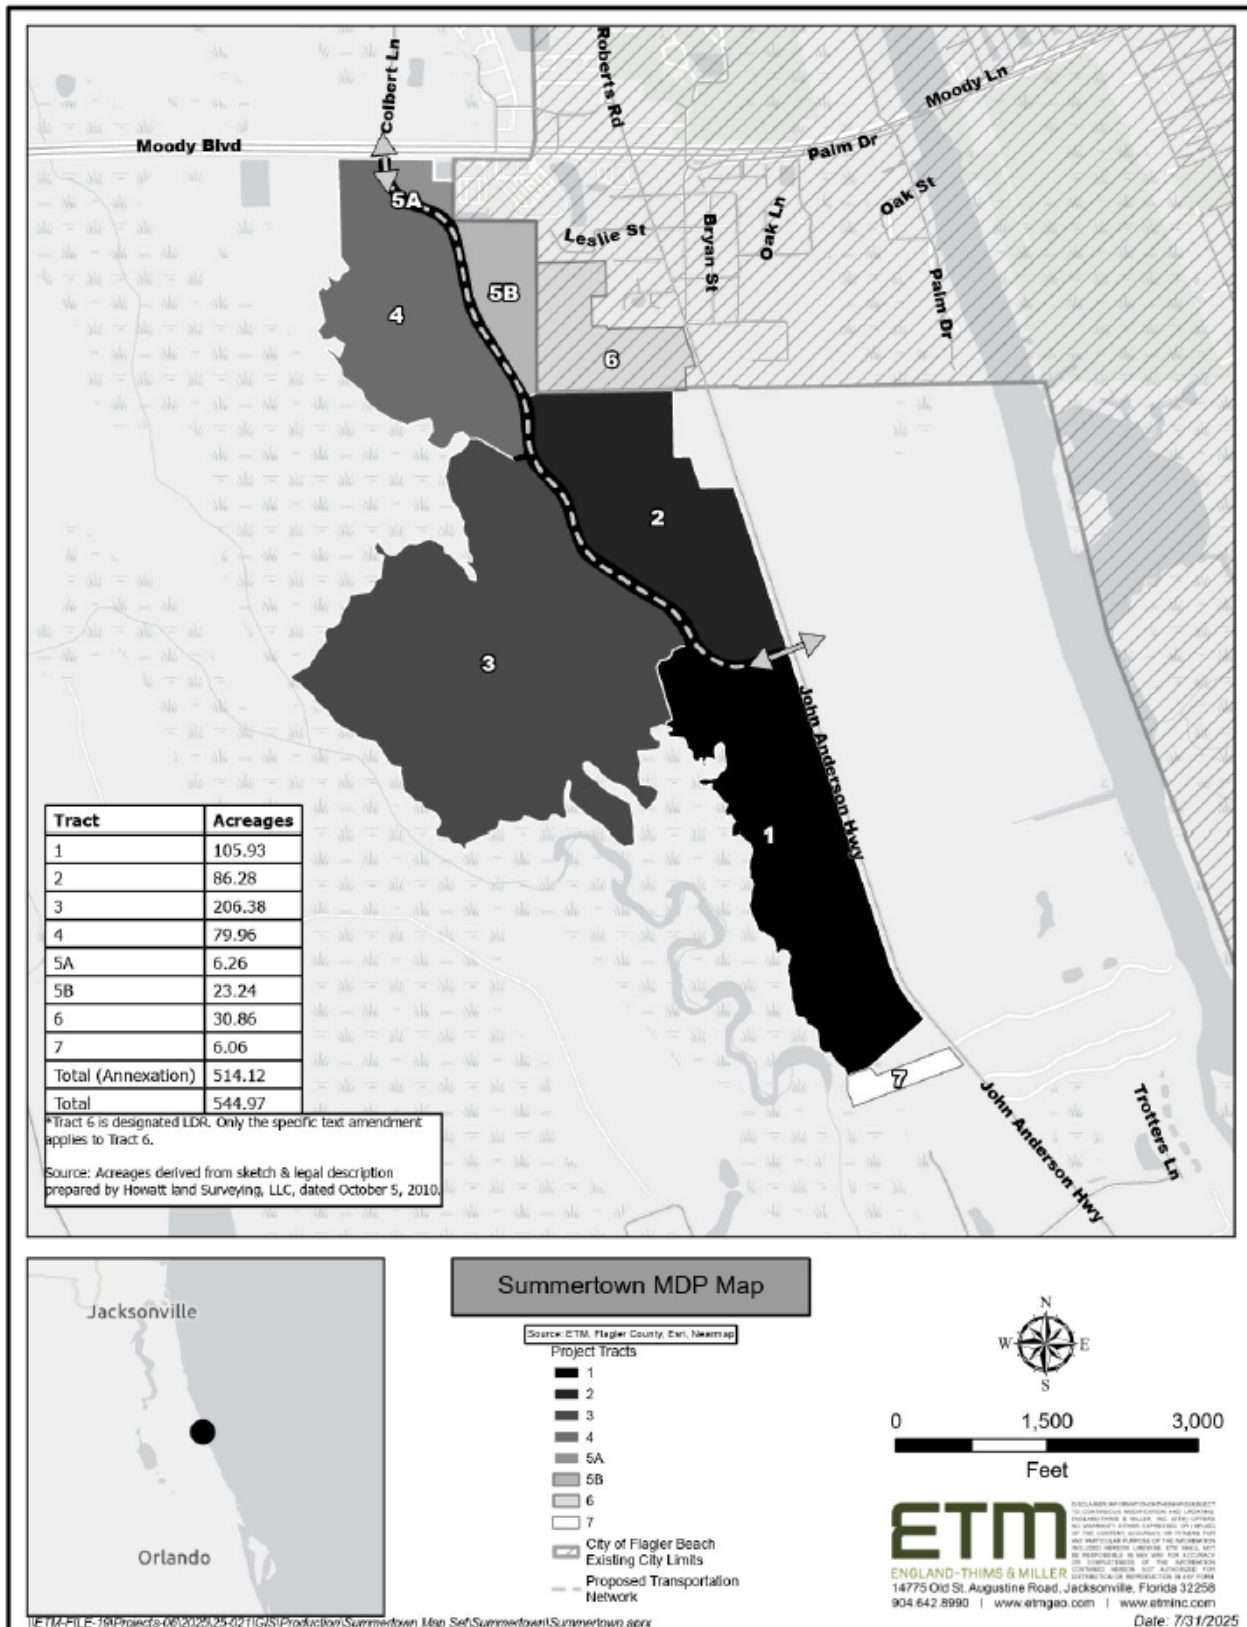 Colbert Ln
Roberts Rd
Moody Ln
Moody Blvd
Palm Dr
5A
Oak St
Leslie St
Bryan St
Oak Ln
Palm Dr
5B
4
6
2
3
John Anderson Hwy
1
7
John Anderson Hwy
Trotters Ln
Tract Acreages
1 105.93
2 86.28
3 206.38
4 79.96
5A 6.26
5B 23.24
6 30.86
7 6.06
Total (Annexation) 514.12
Total 544.97
*Tract 6 is designated LDR. Only the specific text amendment
applies to Tract 6.
Source: Acreages derived from sketch & legal description
prepared by Howatt land Surveying, LLC, dated October 5, 2010.
Jacksonville
Orlando
Summertown MDP Map
Source: ETM, Flagler County, Esri, Nearmap
Project Tracts
1
2
3
4
5A
5B
6
7
City of Flagler Beach
Existing City Limits
Proposed Transportation
Network
N
W E
S
0 1,500 3,000
Feet
ETM
ENGLAND-THIMS & MILLER
14775 Old St. Augustine Road, Jacksonville, Florida 32258
904.642.8990 | www.etmgeo.com | www.etminc.com
Date: 7/31/2025